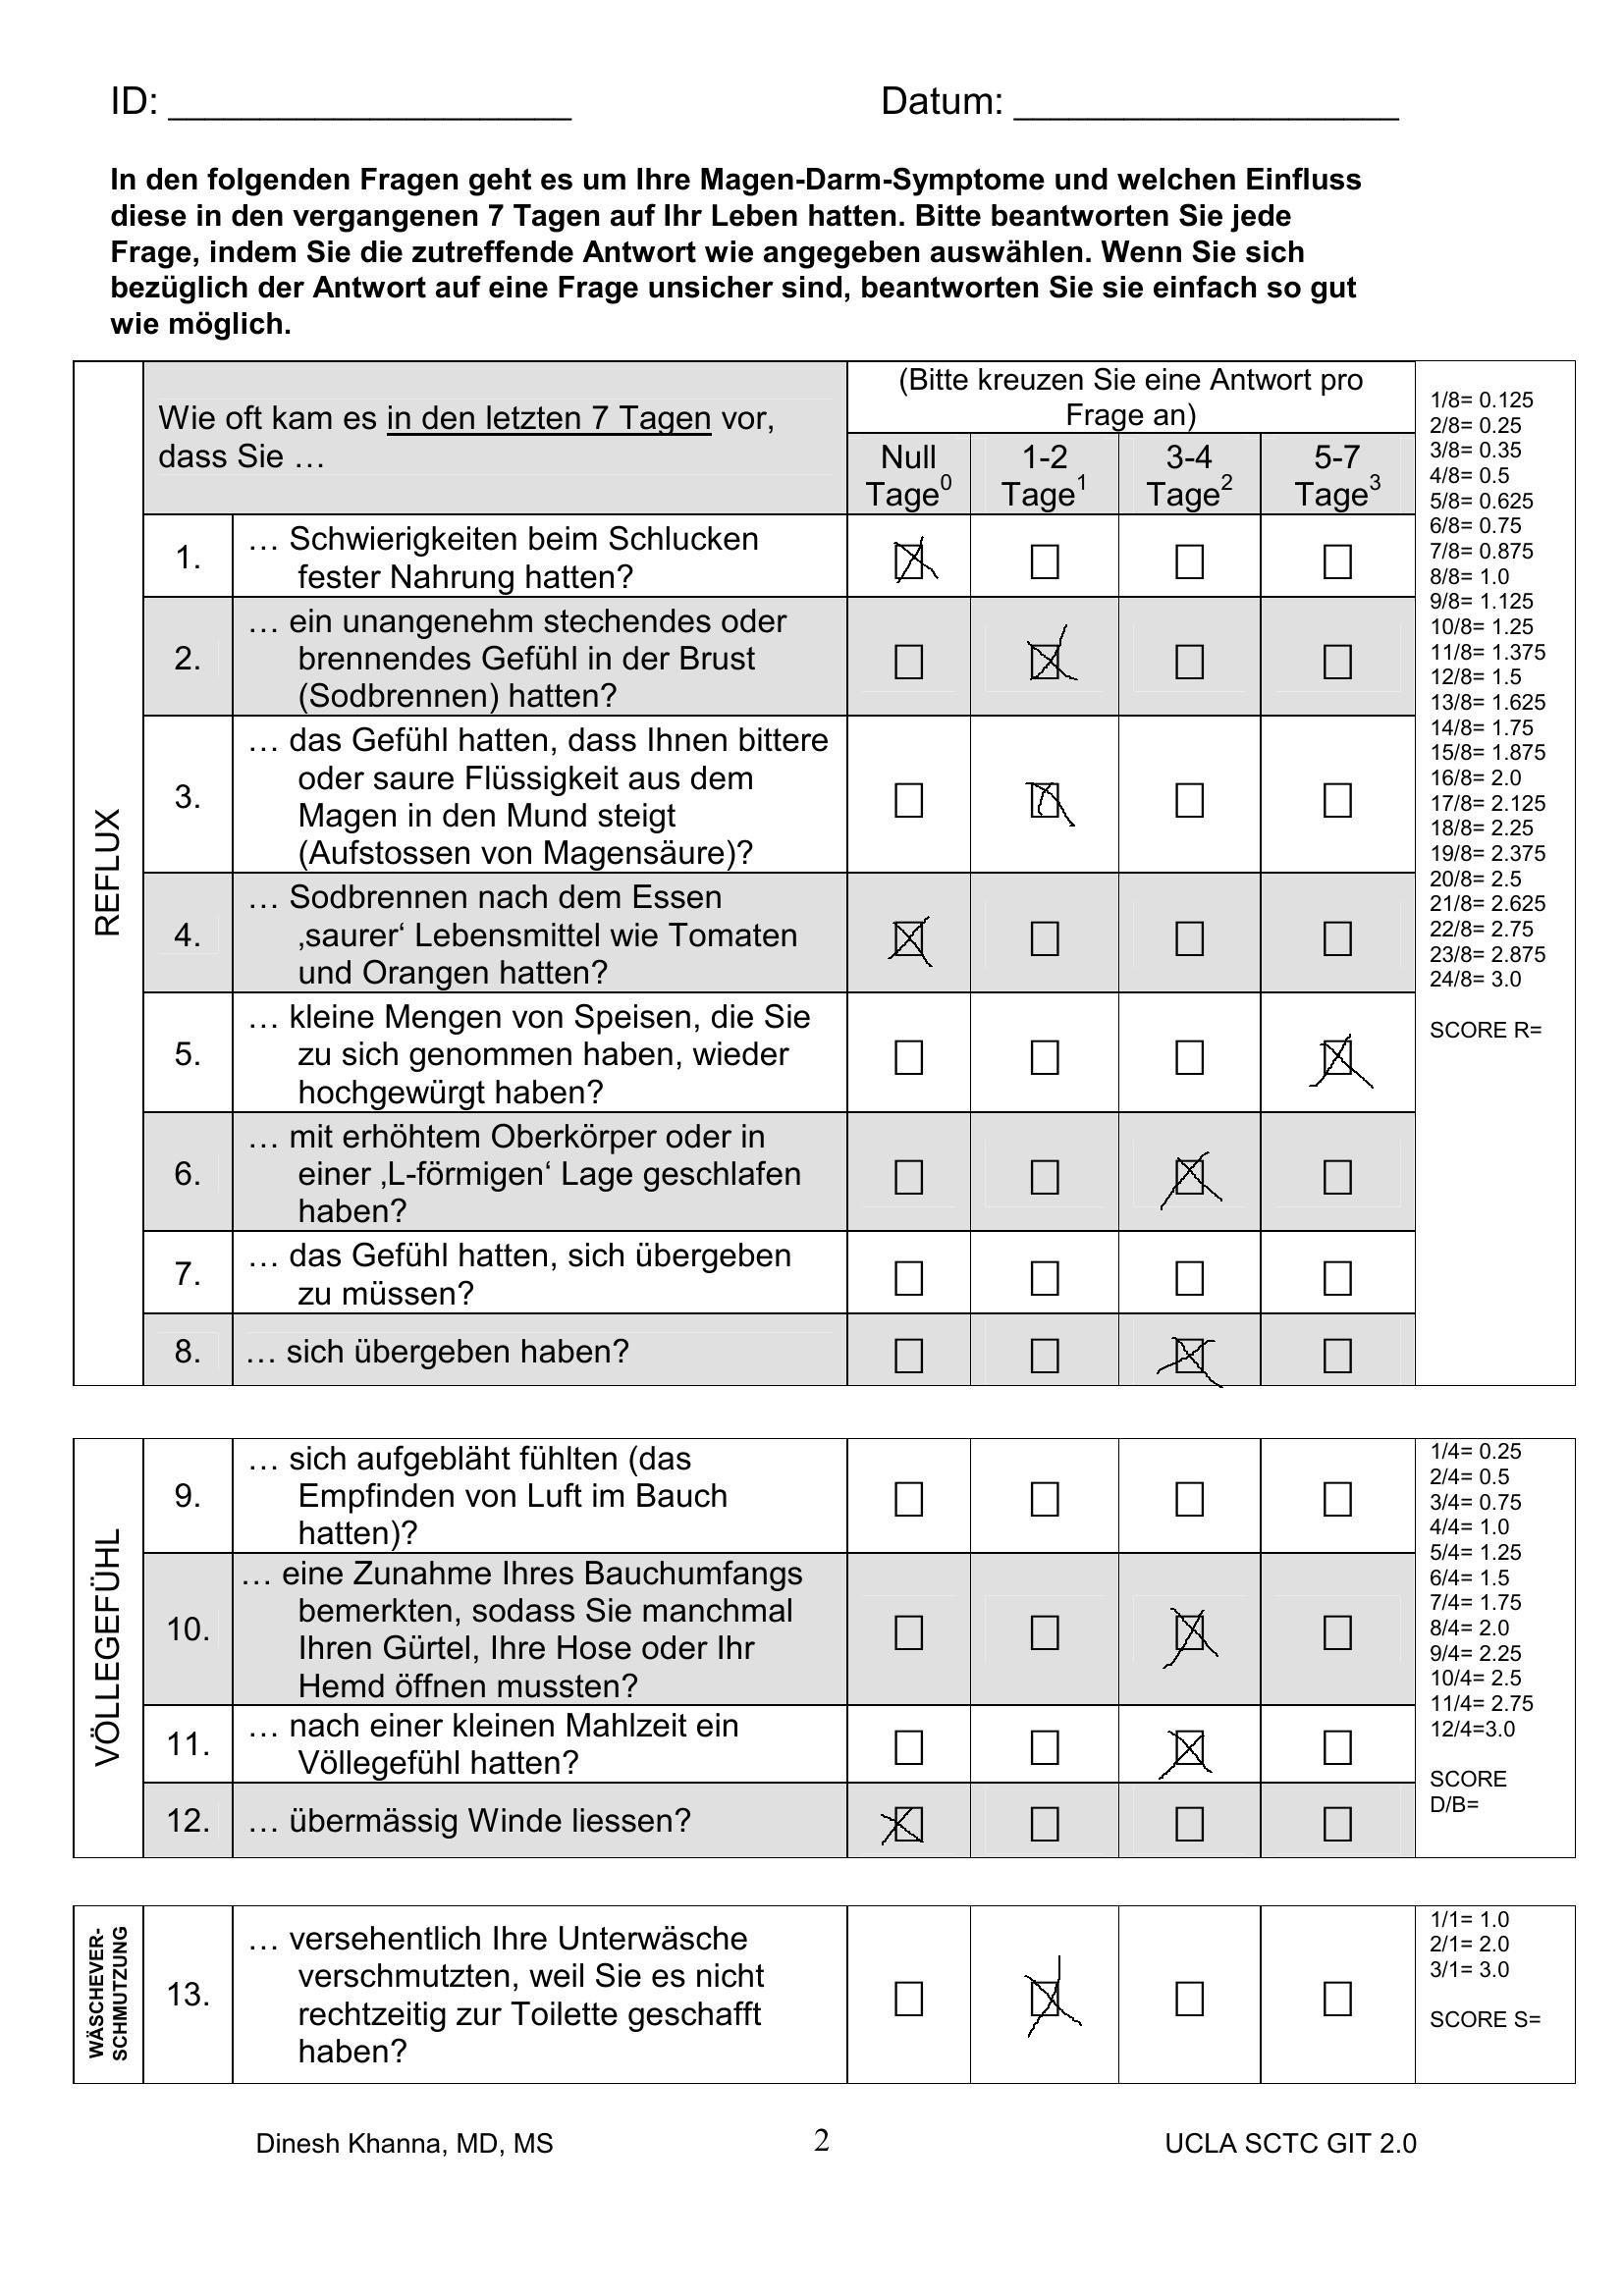 ID: ____________________ Datum: ___________________
In den folgenden Fragen geht es um Ihre Magen-Darm-Symptome und welchen Einfluss
diese in den vergangenen 7 Tagen auf Ihr Leben hatten. Bitte beantworten Sie jede
Frage, indem Sie die zutreffende Antwort wie angegeben auswählen. Wenn Sie sich
bezüglich der Antwort auf eine Frage unsicher sind, beantworten Sie sie einfach so gut
wie möglich.
REFLUX
Wie oft kam es in den letzten 7 Tagen vor,
dass Sie …
(Bitte kreuzen Sie eine Antwort pro
Frage an)
Null
Tage0
1-2
Tage1
3-4
Tage2
5-7
Tage3
1. … Schwierigkeiten beim Schlucken
fester Nahrung hatten?
2. … ein unangenehm stechendes oder
brennendes Gefühl in der Brust
(Sodbrennen) hatten?
3. … das Gefühl hatten, dass Ihnen bittere
oder saure Flüssigkeit aus dem
Magen in den Mund steigt
(Aufstossen von Magensäure)?
4. … Sodbrennen nach dem Essen
‚saurer‘ Lebensmittel wie Tomaten
und Orangen hatten?
5. … kleine Mengen von Speisen, die Sie
zu sich genommen haben, wieder
hochgewürgt haben?
6. … mit erhöhtem Oberkörper oder in
einer ‚L-förmigen‘ Lage geschlafen
haben?
7. … das Gefühl hatten, sich übergeben
zu müssen?
8. … sich übergeben haben?
1/8= 0.125
2/8= 0.25
3/8= 0.35
4/8= 0.5
5/8= 0.625
6/8= 0.75
7/8= 0.875
8/8= 1.0
9/8= 1.125
10/8= 1.25
11/8= 1.375
12/8= 1.5
13/8= 1.625
14/8= 1.75
15/8= 1.875
16/8= 2.0
17/8= 2.125
18/8= 2.25
19/8= 2.375
20/8= 2.5
21/8= 2.625
22/8= 2.75
23/8= 2.875
24/8= 3.0
SCORE R=
VÖLLEGEFÜHL
9. … sich aufgebläht fühlten (das
Empfinden von Luft im Bauch
hatten)?
10. … eine Zunahme Ihres Bauchumfangs
bemerkten, sodass Sie manchmal
Ihren Gürtel, Ihre Hose oder Ihr
Hemd öffnen mussten?
11. … nach einer kleinen Mahlzeit ein
Völlegefühl hatten?
12. … übermässig Winde liessen?
1/4= 0.25
2/4= 0.5
3/4= 0.75
4/4= 1.0
5/4= 1.25
6/4= 1.5
7/4= 1.75
8/4= 2.0
9/4= 2.25
10/4= 2.5
11/4= 2.75
12/4=3.0
SCORE
D/B=
WÄSCHEVER-
SCHMUTZUNG
13. … versehentlich Ihre Unterwäsche
verschmutzten, weil Sie es nicht
rechtzeitig zur Toilette geschafft
haben?
1/1= 1.0
2/1= 2.0
3/1= 3.0
SCORE S=
Dinesh Khanna, MD, MS 2 UCLA SCTC GIT 2.0